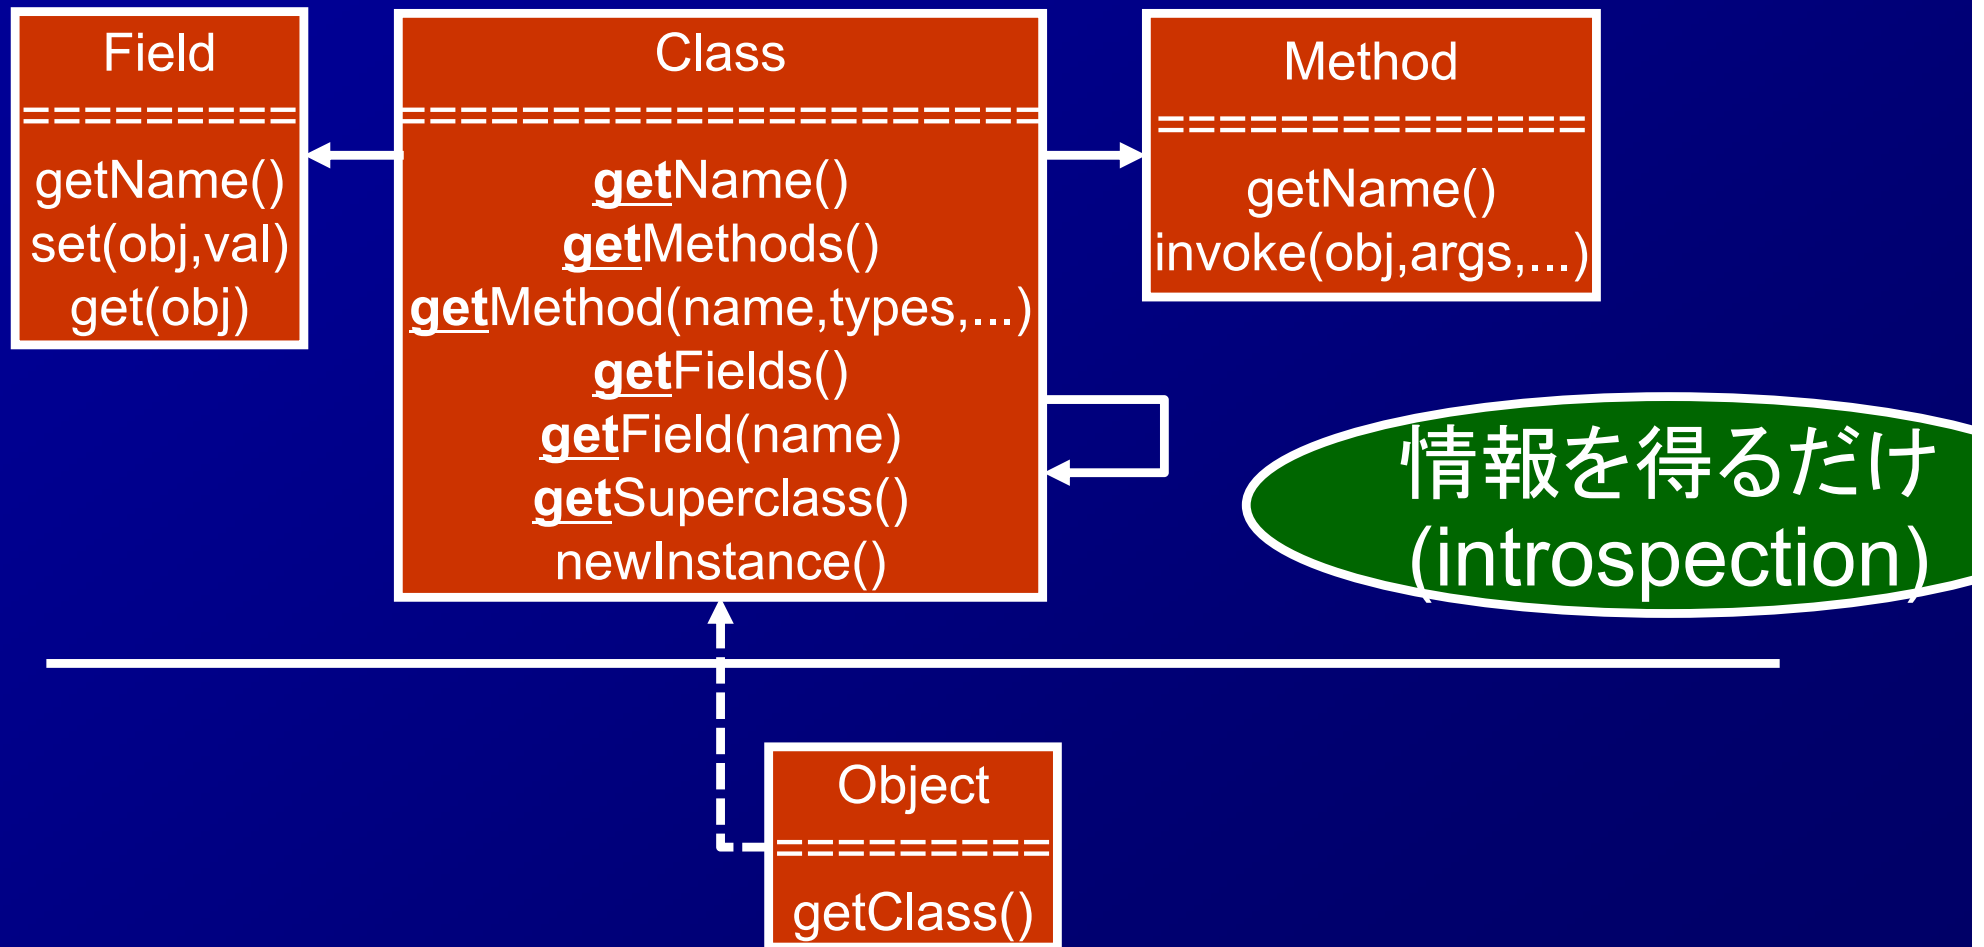 Field
=========
getName()
set(obj,val)
get(obj)
Class
=====================
getName()
getMethods()
getMethod(name,types,...)
getFields()
getField(name)
getSuperclass()
newInstance()
Method
==============
getName()
invoke(obj,args,...)
情報を得るだけ
(introspection)
Object
=========
getClass()